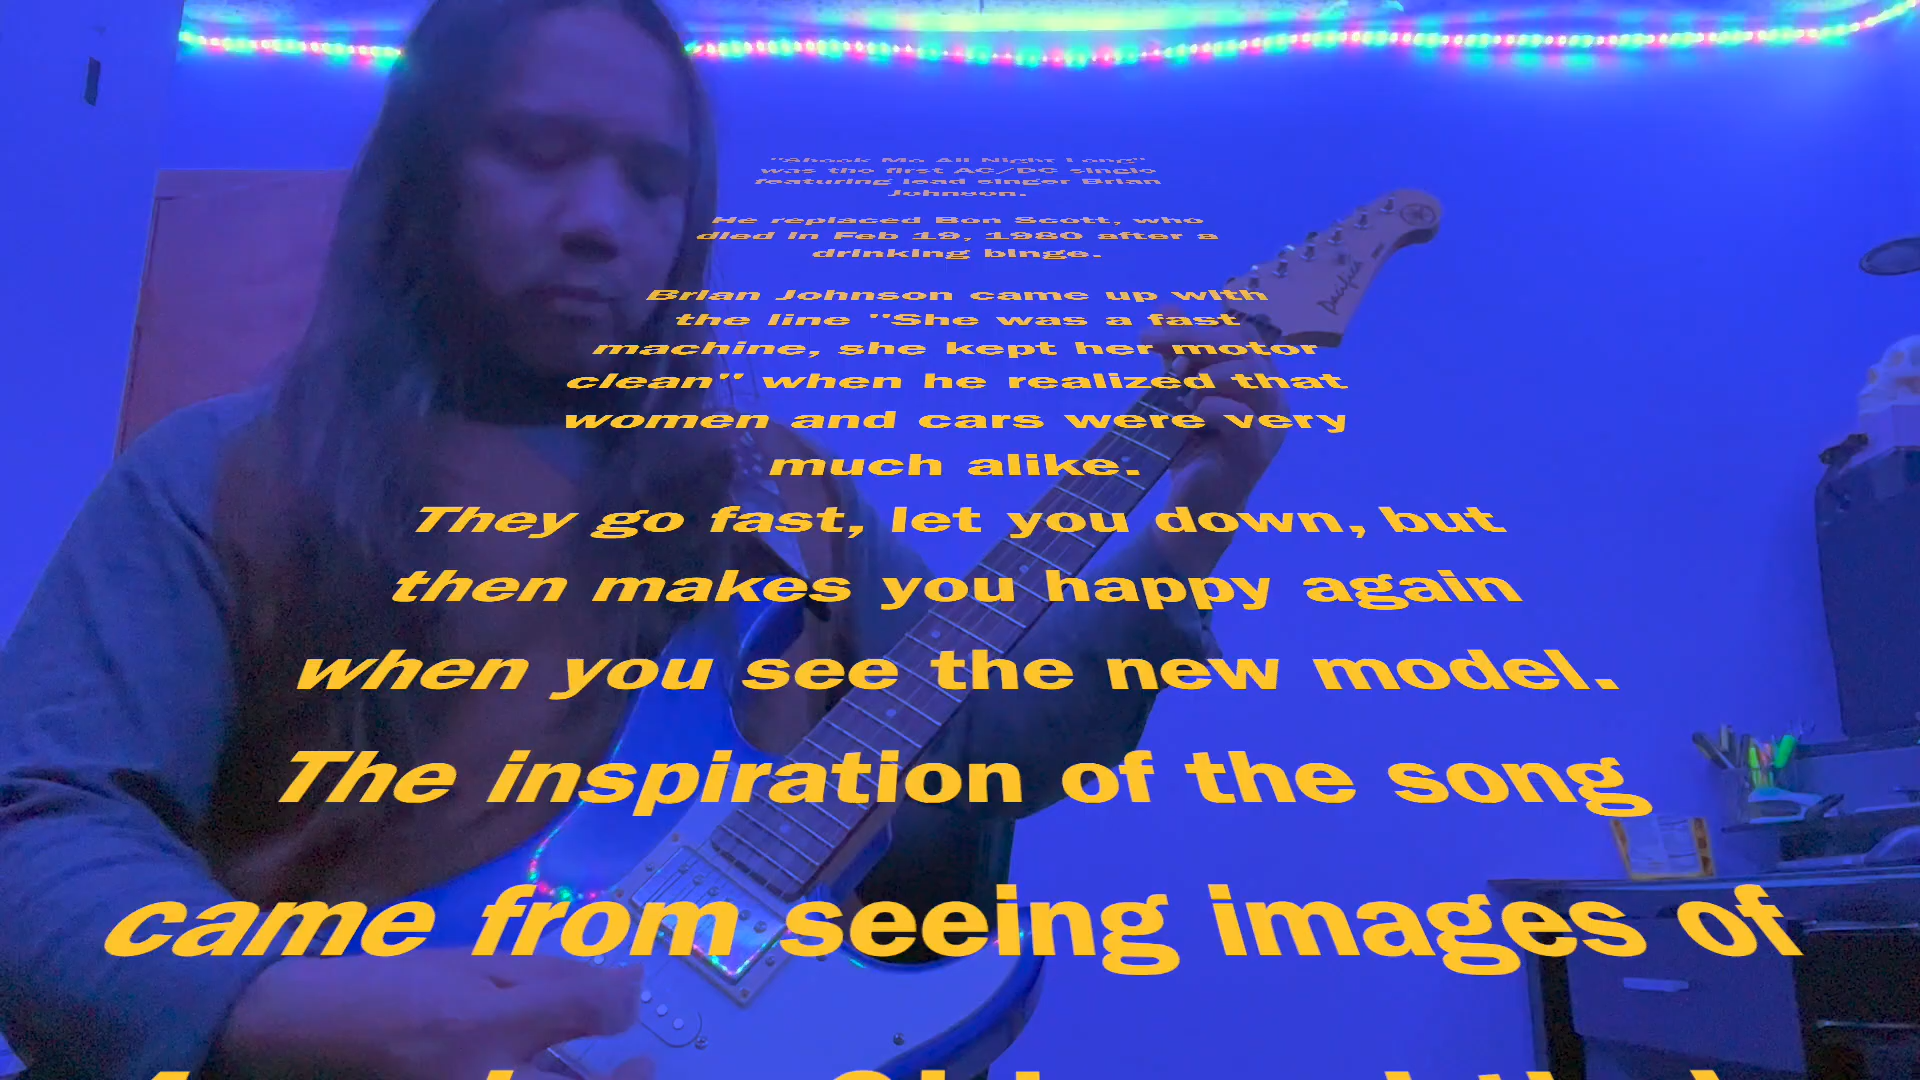 "Shook Me All Night Long"
was the first AC/DC single
featuring lead singer Brian
Johnson.
He replaced Bon Scott, who
died in Feb 19, 1980 after a
drinking binge.
Brian Johnson came up with
the line "She was a fast
machine, she kept her motor
clean" when he realized that
women and cars were very
much alike.
They go fast, let you down, but
then makes you happy again
when you see the new model.
The inspiration of the song
came from seeing images of
Pacifica